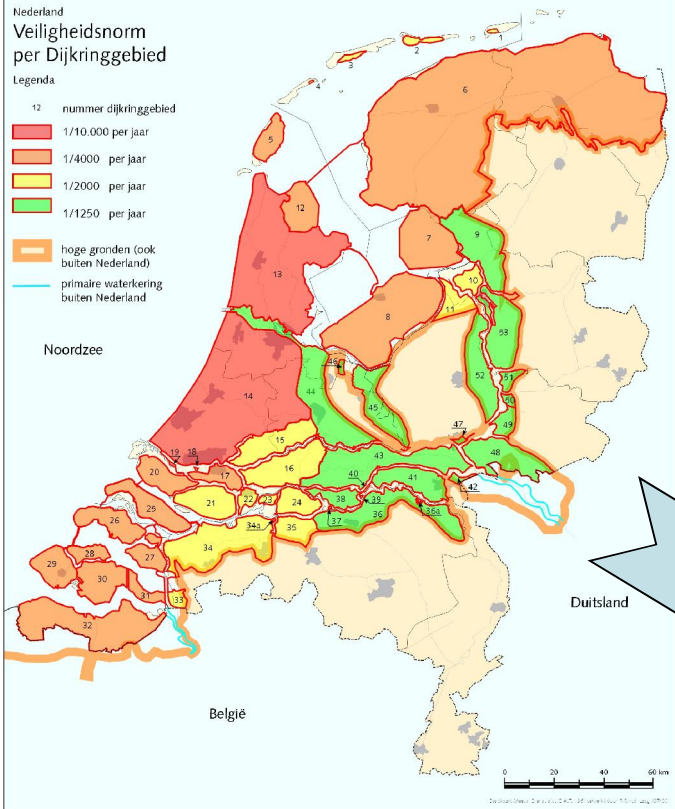 Nederland
Veiligheidsnorm
per Dijkringgebied
Legenda
12 nummer dijkringgebied
1/10.000 per jaar
1/4000 per jaar
1/2000 per jaar
1/1250 per jaar
hoge gronden (ook
buiten Nederland)
primaire waterkering
buiten Nederland
1
2
3
4
5
6
12
7
9
13
10
11
8
53
46
52
51
14
44
45
50
49
47
15
43
48
19
18
16
20
17
40
41
42
21
22
23
24
38
39
25
26
34a
35
37
36
36a
34
28
27
29
30
31
33
32
Noordzee
Duitsland
België
0 20 40 60 km